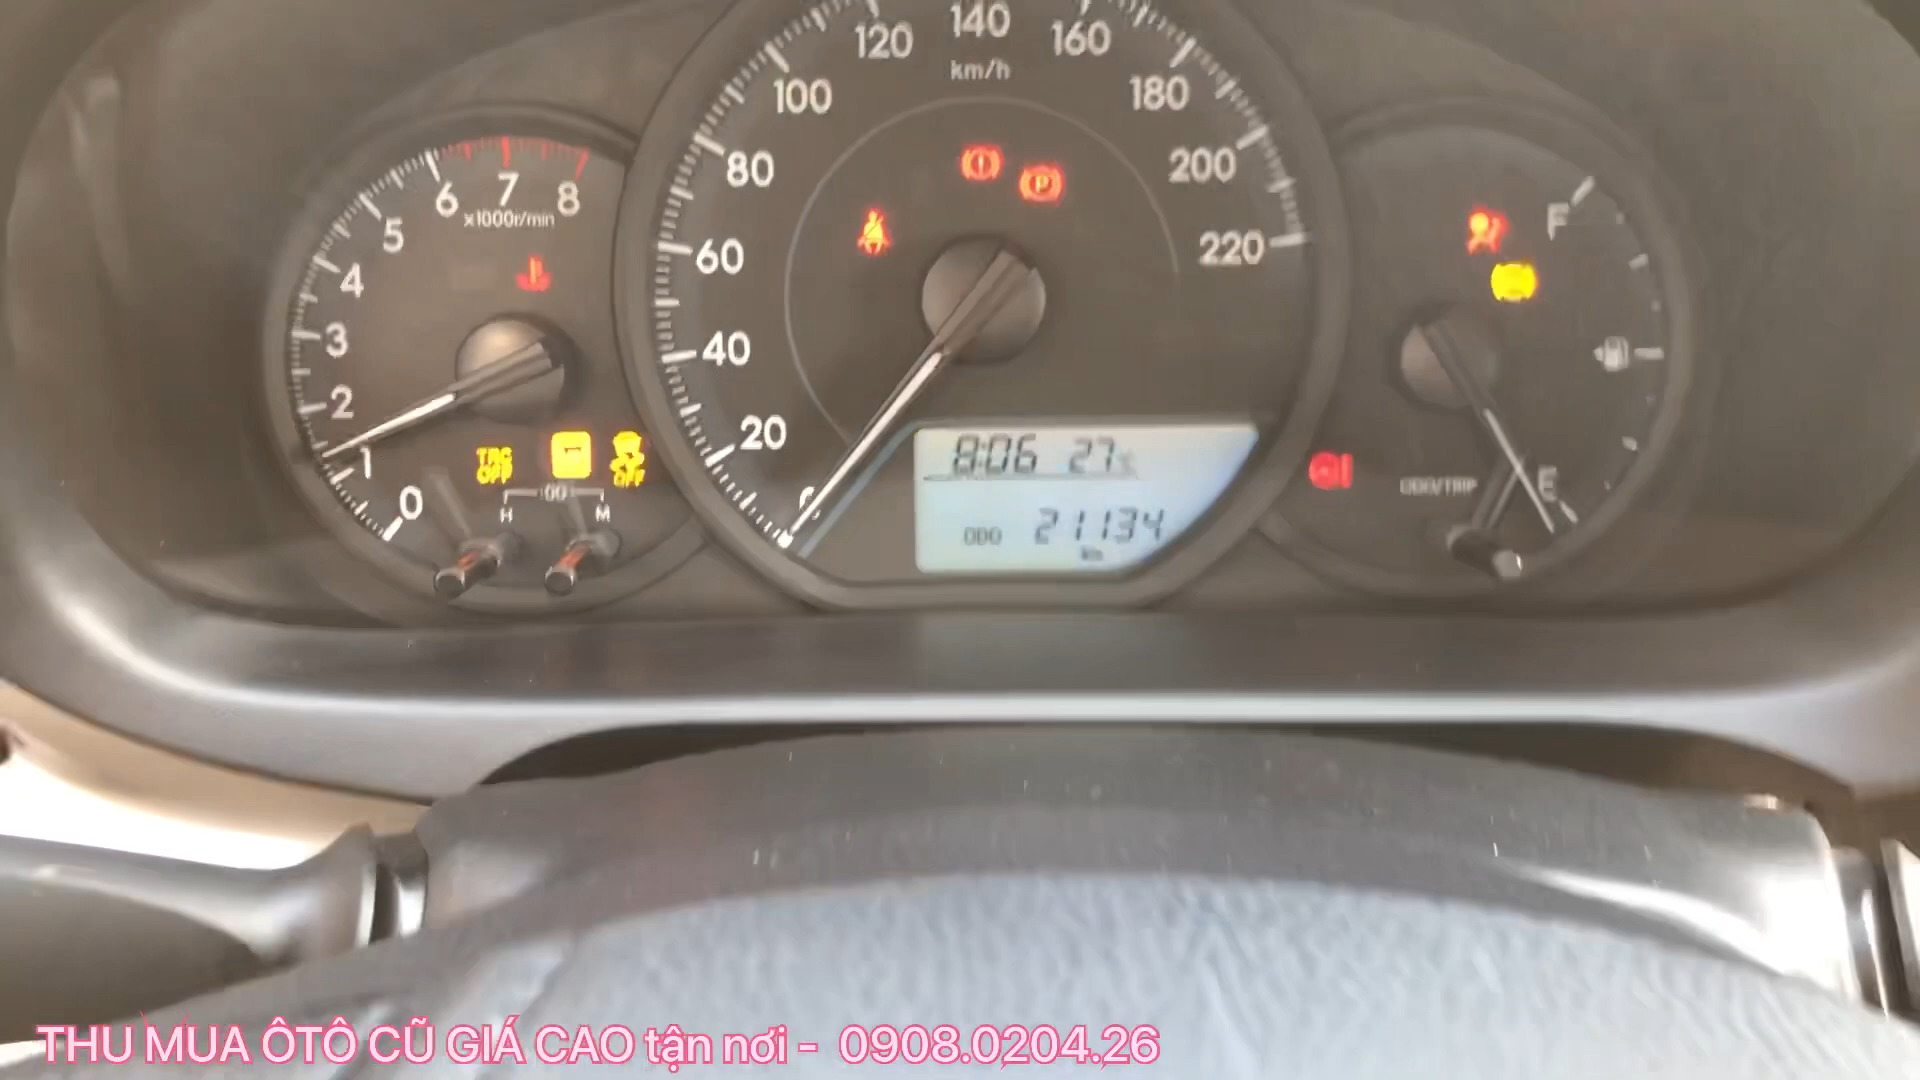 140
120 160
km/h
100 180
80 200
60 220
40
20
7
6 8
x1000r/min
5
4
3
2
1
0
P
TRC
OFF
OFF
00
H M
8:06 27
ODO 21134
km
F
ODO/TRIP
E
THU MUA ÔTÔ CŨ GIÁ CAO tận nơi - 0908.0204.26